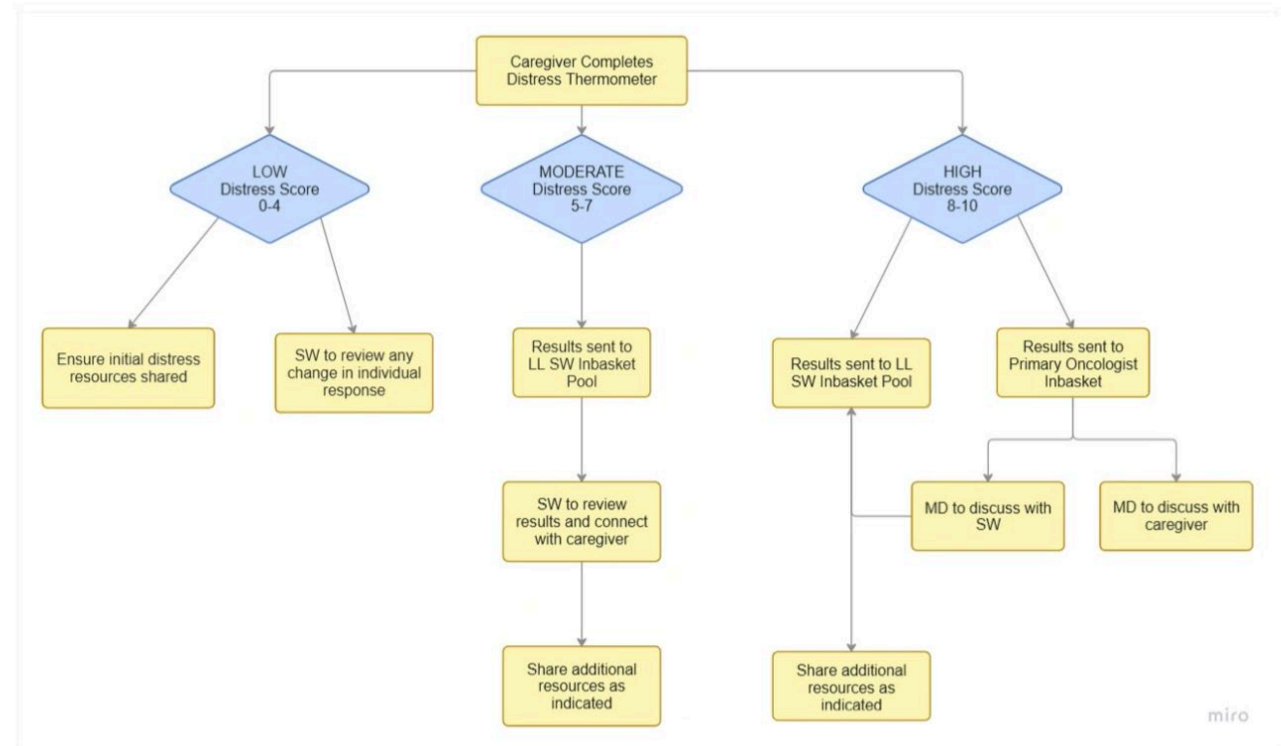 Caregiver Completes
Distress Thermometer
LOW
Distress Score
0-4
MODERATE
Distress Score
5-7
HIGH
Distress Score
8-10
Ensure initial distress
resources shared
SW to review any
change in individual
response
Results sent to
LL SW Inbasket
Pool
Results sent to LL
SW Inbasket Pool
Results sent to
Primary Oncologist
Inbasket
SW to review
results and connect
with caregiver
MD to discuss with
SW
MD to discuss with
caregiver
Share additional
resources as
indicated
Share additional
resources as
indicated
miro